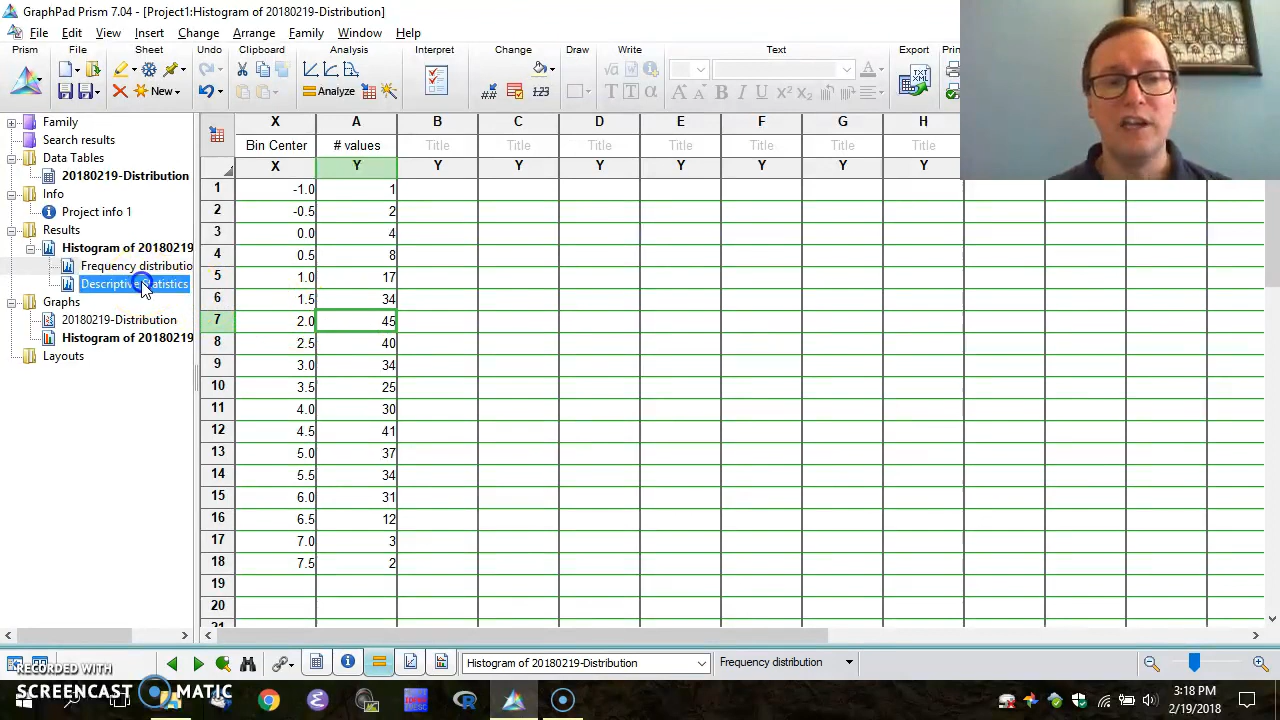 GraphPad Prism 7.04 - [Project1:Histogram of 20180219-Distribution]
File Edit View Insert Change Arrange Family Window Help
Prism File Sheet Undo Clipboard Analysis Interpret Change Draw Write Text Export
New Analyze
Family
Search results
Data Tables
20180219-Distribution
Info
Project info 1
Results
Histogram of 20180219
Frequency distributio
Descriptive statistics
Graphs
20180219-Distribution
Histogram of 20180219
Layouts
X A B C D E F G H
Bin Center # values Title Title Title Title Title Title Title
X Y Y Y Y Y Y Y Y
1 -1.0 1
2 -0.5 2
3 0.0 4
4 0.5 8
5 1.0 17
6 1.5 34
7 2.0 45
8 2.5 40
9 3.0 34
10 3.5 25
11 4.0 30
12 4.5 41
13 5.0 37
14 5.5 34
15 6.0 31
16 6.5 12
17 7.0 3
18 7.5 2
19
20
Histogram of 20180219-Distribution Frequency distribution
RECORDED WITH
SCREENCAST MATIC
3:18 PM
2/19/2018